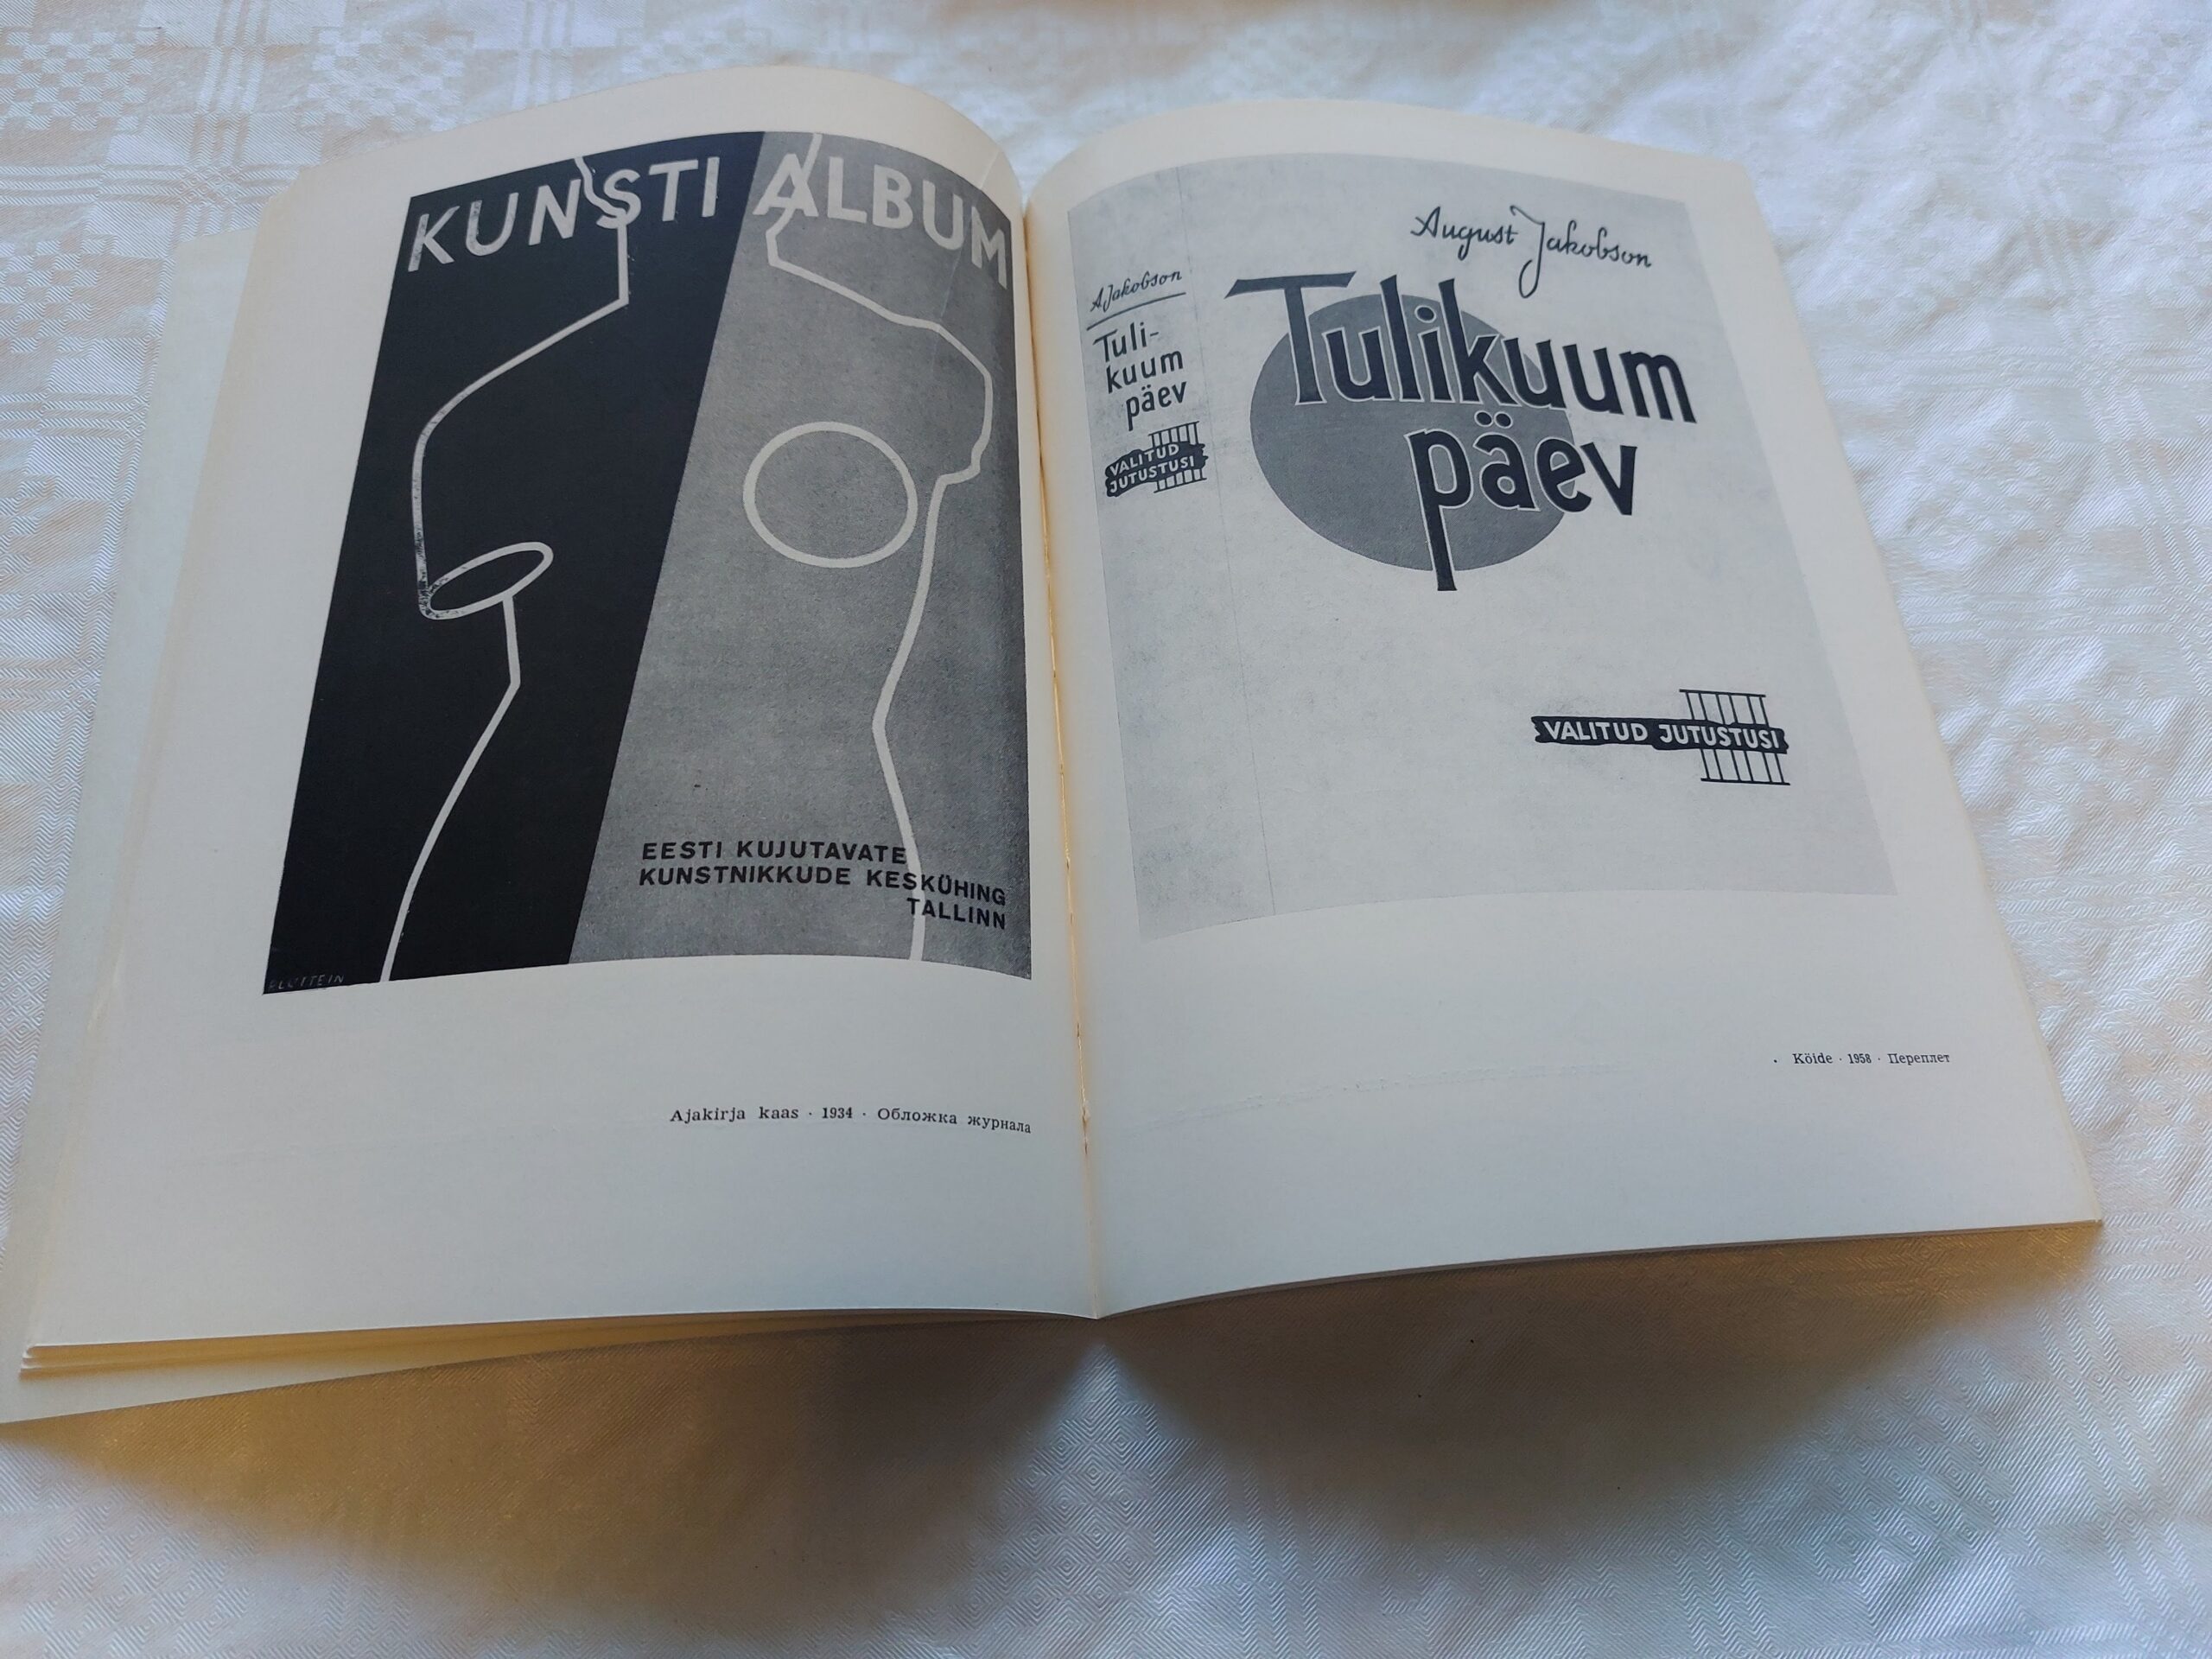 KUNSTI ALBUM
EESTI KUJUTAVATE
KUNSTNIKKUDE KESKÜHING
TALLINN
Ajakirja kaas · 1934 · Обложка журнала
A Jakobson
Tuli-
kuum
päev
VALITUD
JUTUSTUSI
August Jakobson
Tulikuum
päev
VALITUD JUTUSTUSI
Köide · 1958 · Переплет